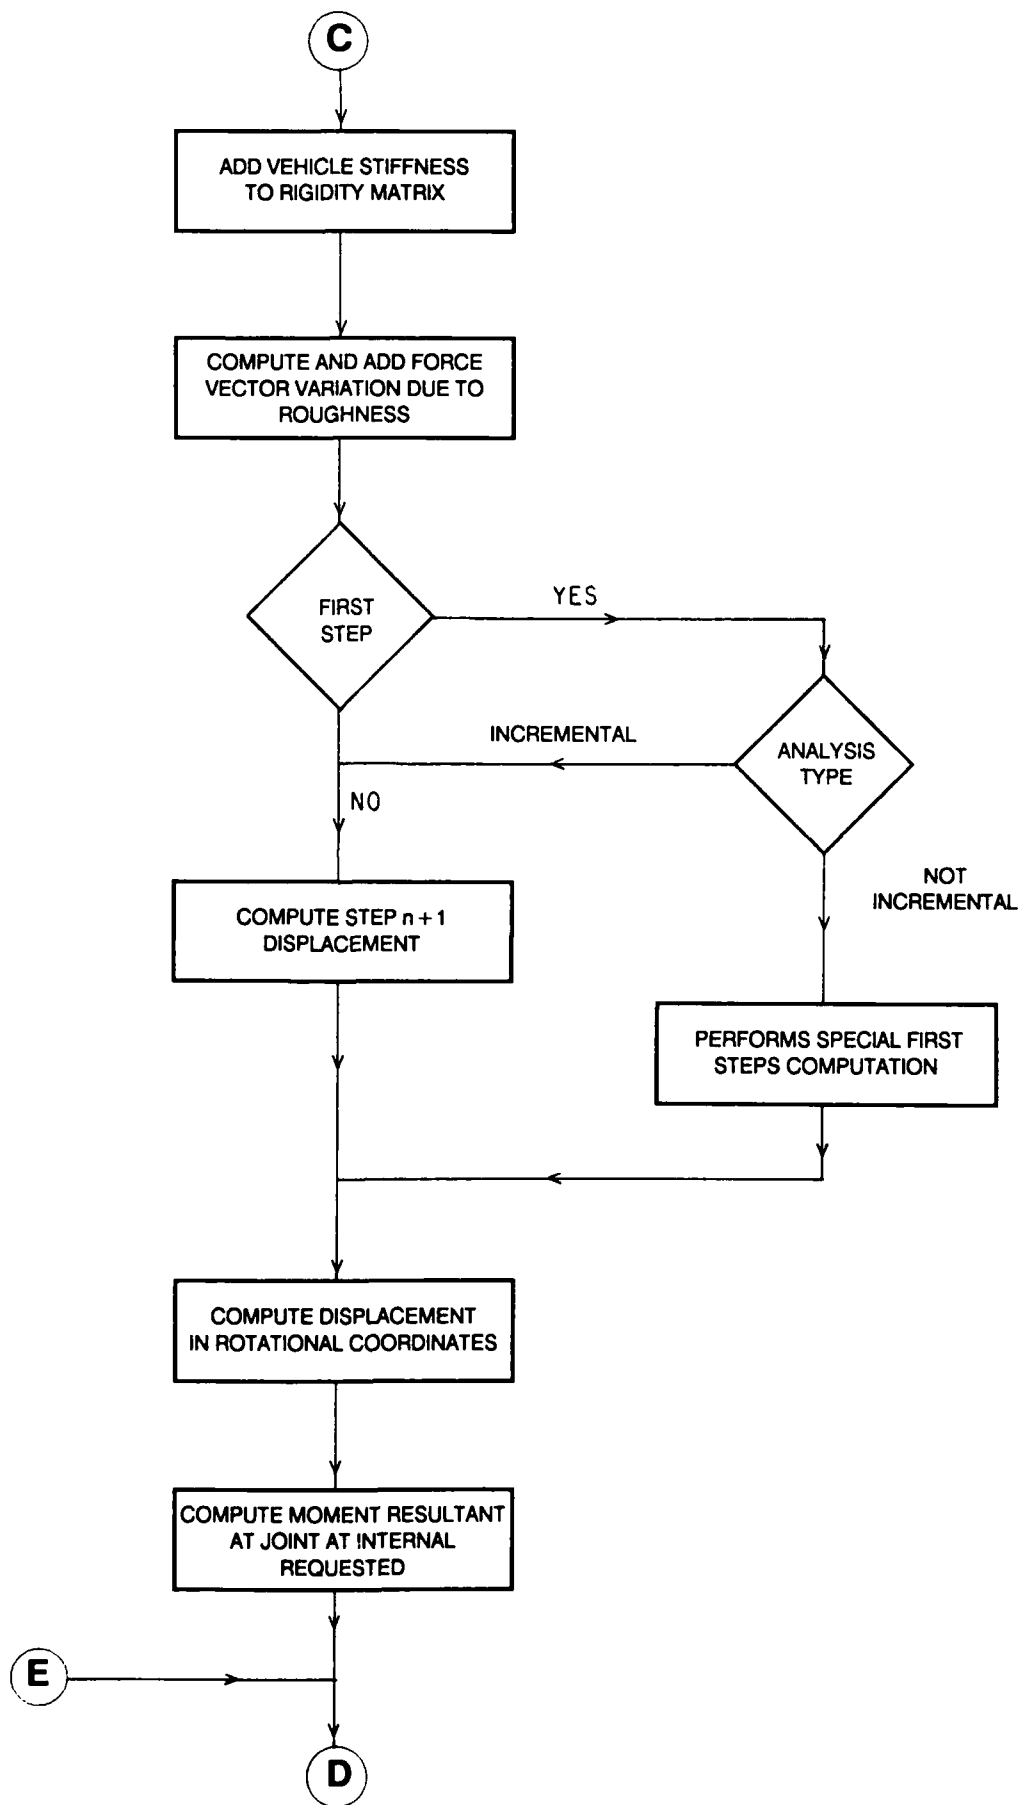 C
ADD VEHICLE STIFFNESS
TO RIGIDITY MATRIX
COMPUTE AND ADD FORCE
VECTOR VARIATION DUE TO
ROUGHNESS
FIRST
STEP
YES
ANALYSIS
TYPE
INCREMENTAL
NO
NOT
INCREMENTAL
COMPUTE STEP n + 1
DISPLACEMENT
PERFORMS SPECIAL FIRST
STEPS COMPUTATION
COMPUTE DISPLACEMENT
IN ROTATIONAL COORDINATES
COMPUTE MOMENT RESULTANT
AT JOINT AT INTERNAL
REQUESTED
E
D